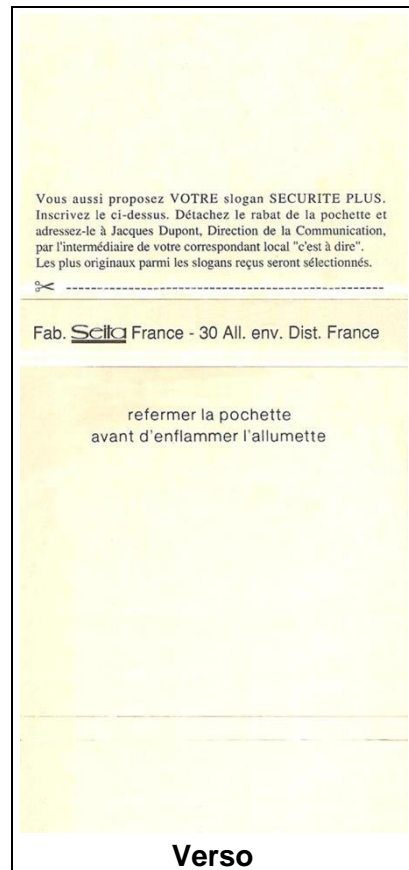 Vous aussi proposez VOTRE slogan SECURITE PLUS.
Inscrivez le ci-dessus. Détachez le rabat de la pochette et
adressez-le à Jacques Dupont, Direction de la Communication,
par l'intermédiaire de votre correspondant local "c'est à dire".
Les plus originaux parmi les slogans reçus seront sélectionnés.
Fab. Seita France - 30 All. env. Dist. France
refermer la pochette
avant d'enflammer l'allumette
Verso